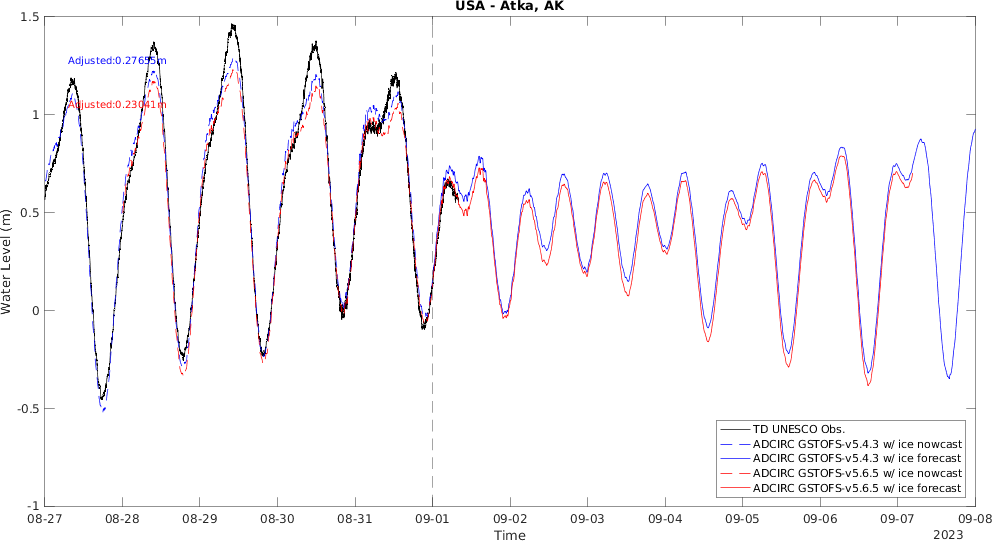 USA - Atka, AK
1.5
1
0.5
0
-0.5
-1
Water Level (m)
Adjusted:0.27655m
Adjusted:0.23041m
TD UNESCO Obs.
ADCIRC GSTOFS-v5.4.3 w/ ice nowcast
ADCIRC GSTOFS-v5.4.3 w/ ice forecast
ADCIRC GSTOFS-v5.6.5 w/ ice nowcast
ADCIRC GSTOFS-v5.6.5 w/ ice forecast
08-27 08-28 08-29 08-30 08-31 09-01 09-02 09-03 09-04 09-05 09-06 09-07 09-08
Time
2023